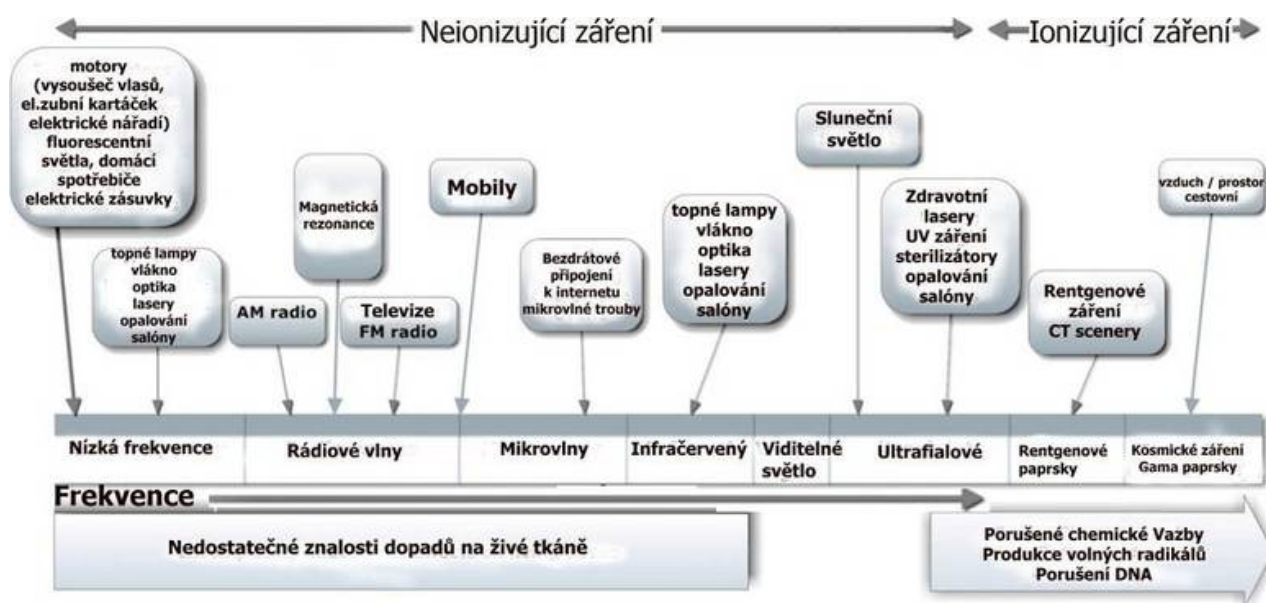 Neionizující záření
Ionizující záření
motory
(vysoušeč vlasů,
el.zubní kartáček
elektrické nářadí)
fluorescentní
světla, domácí
spotřebiče
elektrické zásuvky
topné lampy
vlákno
optika
lasery
opalování
salóny
AM radio
Magnetická
rezonance
Televize
FM radio
Mobily
Bezdrátové
připojení
k internetu
mikrovlné trouby
topné lampy
vlákno
optika
lasery
opalování
salóny
Sluneční
světlo
Zdravotní
lasery
UV záření
sterilizátory
opalování
salóny
Rentgenové
záření
CT scenery
vzduch / prostor
cestovní
Nízká frekvence
Rádiové vlny
Mikrovlny
Infračervený
Viditelné
světlo
Ultrafialové
Rentgenové
paprsky
Kosmické záření
Gama paprsky
Frekvence
Nedostatečné znalosti dopadů na živé tkáně
Porušené chemické Vazby
Produkce volných radikálů
Porušení DNA